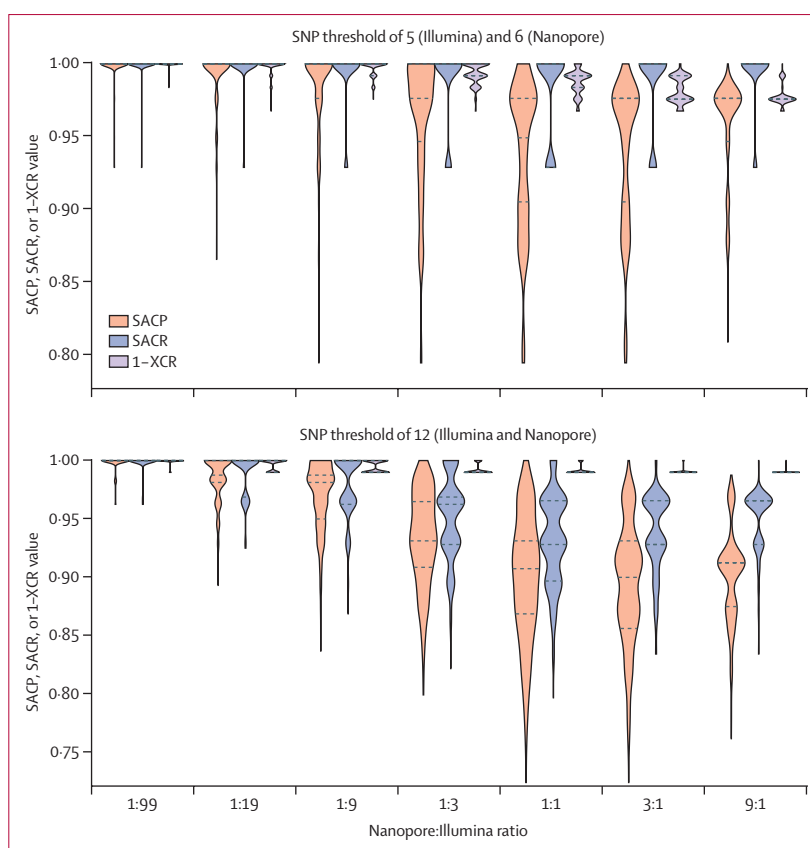 SNP threshold of 5 (Illumina) and 6 (Nanopore)
SACP, SACR, or 1–XCR value
1·00
0·95
0·90
0·85
0·80
SACP
SACR
1–XCR
SNP threshold of 12 (Illumina and Nanopore)
SACP, SACR, or 1–XCR value
1·00
0·95
0·90
0·85
0·80
0·75
1:99 1:19 1:9 1:3 1:1 3:1 9:1
Nanopore:Illumina ratio